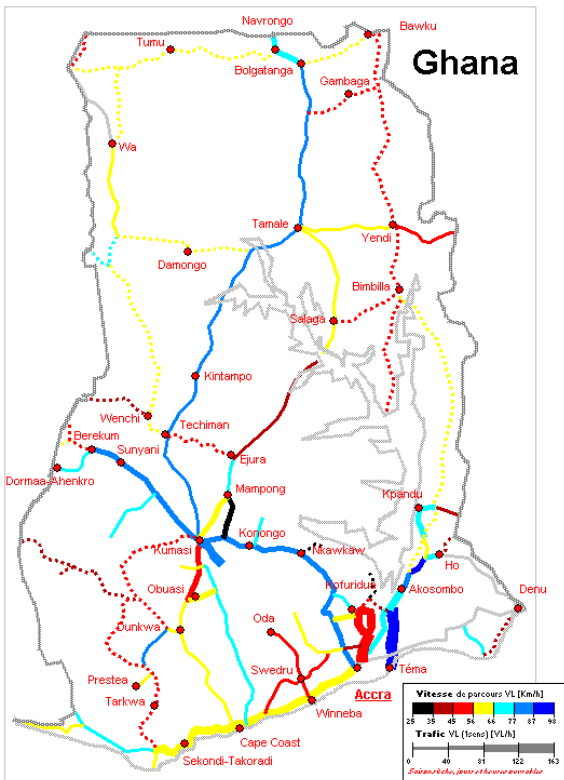 Navrongo
Bawku
Tumu
Bolgatanga
Ghana
Gambaga
Wa
Tamale
Yendi
Damongo
Bimbilla
Salaga
Kintampo
Wenchi
Techiman
Berekum
Sunyani
Ejura
Dormaa-Ahenkro
Mampong
Kpandu
Konongo
Kumasi
Nkawkaw
Ho
Kofuridua
Akosombo
Obuasi
Denu
Oda
Dunkwa
Swedru
Prestea
Tarkwa
Accra
Téma
Winneba
Cape Coast
Sekondi-Takoradi
Vitesse de parcours VL [Km/h]
25 35 45 56 66 77 87 98
Trafic VL (1sens) [VL/h]
0 40 81 122 163